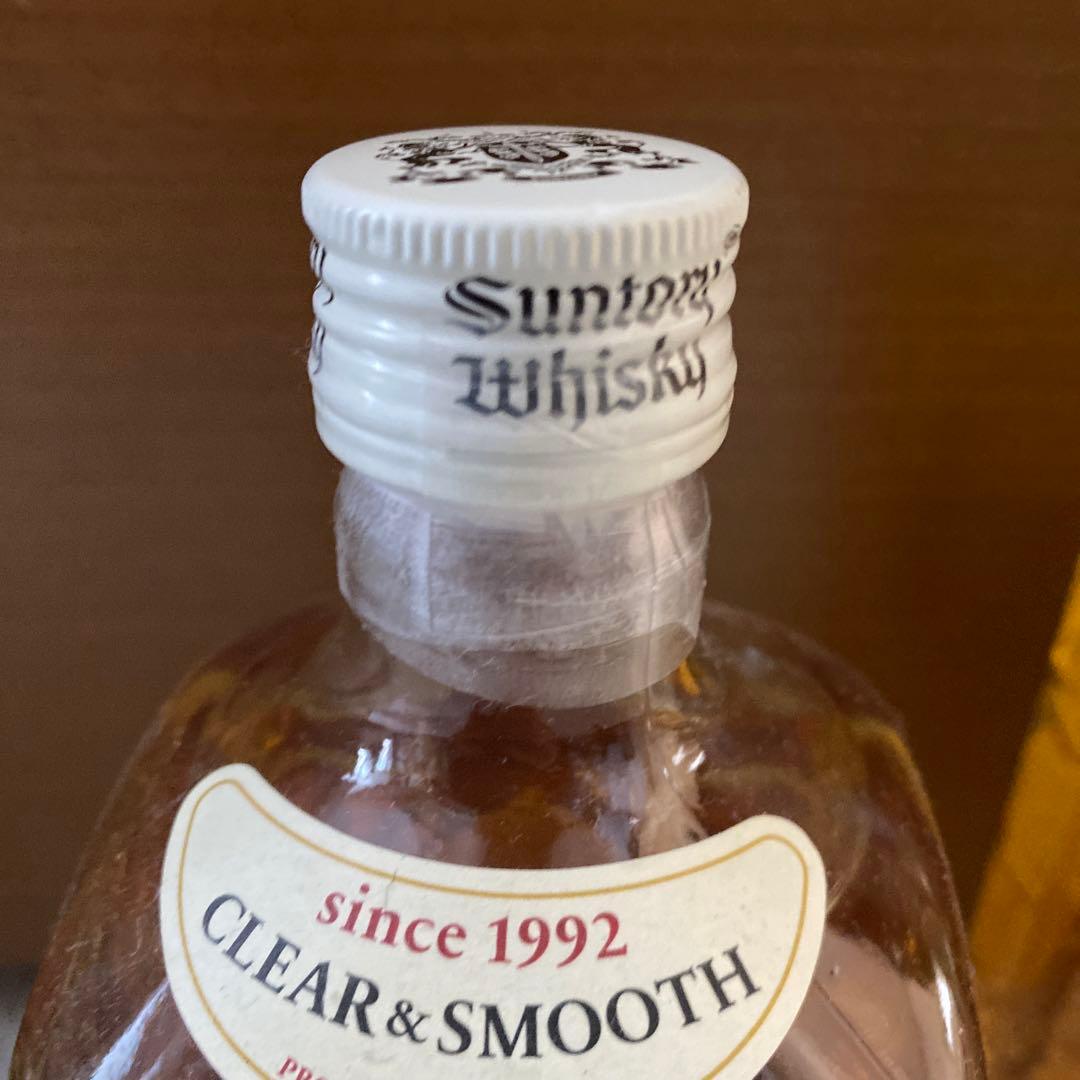 Suntory
Whisky
since 1992
CLEAR & SMOOTH